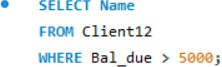 SELECT Name
FROM Client12
WHERE Bal_due > 5000;